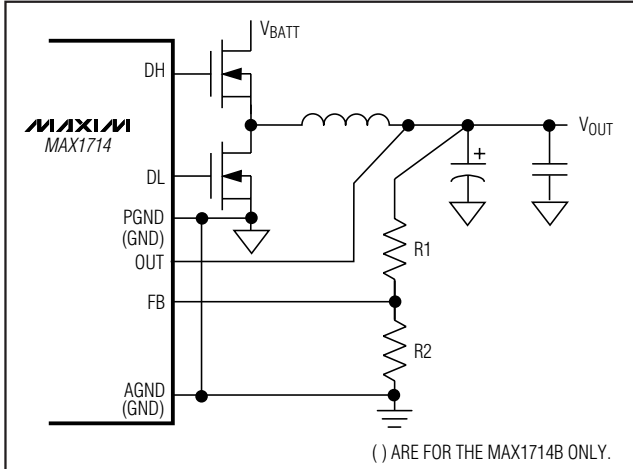 VBATT
DH
MAXIM
MAX1714
VOUT
+
DL
PGND
(GND)
R1
OUT
FB
R2
AGND
(GND)
( ) ARE FOR THE MAX1714B ONLY.